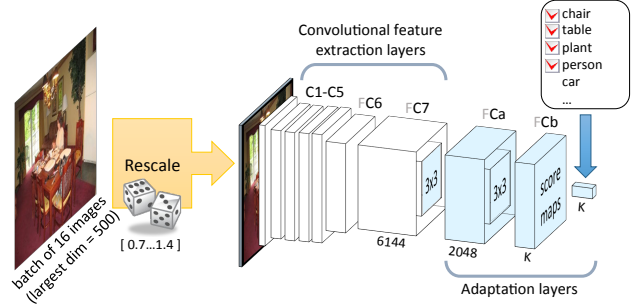 Convolutional feature
extraction layers
chair
table
plant
person
car
...
C1-C5
FC6
FC7
FCa
FCb
Rescale
[ 0.7...1.4 ]
batch of 16 images
(largest dim = 500)
3x3
3x3
score
maps
K
6144
2048
K
Adaptation layers